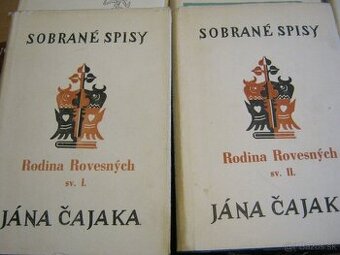 SOBRANÉ SPISY
Rodina Rovesných
sv. I.
JÁNA ČAJAKA
SOBRANÉ SPISY
Rodina Rovesných
sv. II.
JÁNA ČAJAK